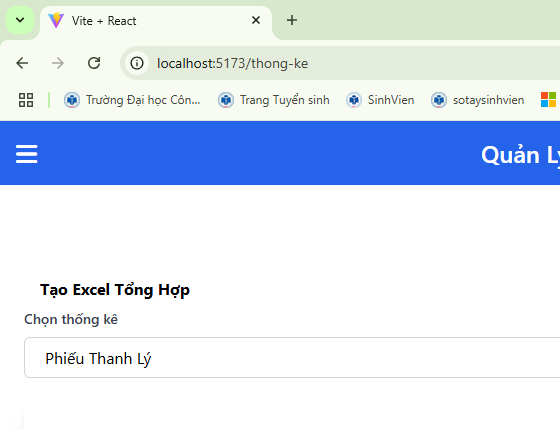 Vite + React
localhost:5173/thong-ke
Trường Đại học Côn... Trang Tuyển sinh SinhVien sotaysinhvien
Quản Lý
Tạo Excel Tổng Hợp
Chọn thống kê
Phiếu Thanh Lý